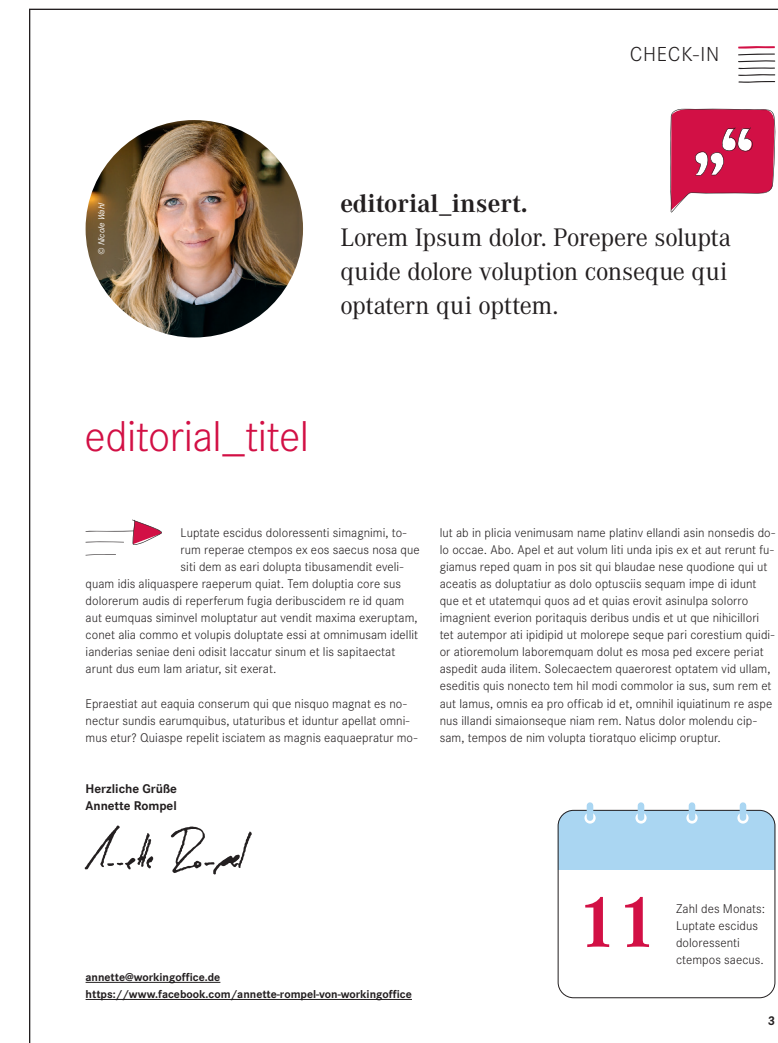 CHECK-IN
„“
© Nicole Wahl
editorial_insert.
Lorem Ipsum dolor. Porepere solupta
quide dolore voluption conseque qui
optatern qui opttem.
editorial_titel
Luptate escidus doloressenti simagnimi, to-
rum reperae ctempos ex eos saecus nosa que
siti dem as eari dolupta tibusamendit eveli-
quam idis aliquaspere raeperum quiat. Tem doluptia core sus
dolorerum audis di reperferum fugia deribuscidem re id quam
aut eumquas siminvel moluptatur aut vendit maxima exeruptam,
conet alia commo et volupis doluptate essi at omnimusam idellit
ianderias seniae deni odisit laccatur sinum et lis sapitaectat
arunt dus eum lam ariatur, sit exerat.
Epraestiat aut eaquia conserum qui que nisquo magnat es no-
nectur sundis earumquibus, utaturibus et iduntur apellat omni-
mus etur? Quiaspe repelit isciatem as magnis eaquaepratur mo-
lut ab in plicia venimusam name platinv ellandi asin nonsedis do-
lo occae. Abo. Apel et aut volum liti unda ipis ex et aut rerunt fu-
giamus reped quam in pos sit qui blaudae nese quodione qui ut
aceatis as doluptatiur as dolo optusciis sequam impe di idunt
que et et utatemqui quos ad et quias erovit asinulpa solorro
imagnient everion poritaquis deribus undis et ut que nihicillori
tet autempor ati ipidipid ut molorepe seque pari corestium quidi-
or atioremolum laboremquam dolut es mosa ped excere periat
aspedit auda ilitem. Solecaectem quaerorest optatem vid ullam,
eseditis quis nonecto tem hil modi commolor ia sus, sum rem et
aut lamus, omnis ea pro officab id et, omnihil iquiatinum re aspe
nus illandi simaionseque niam rem. Natus dolor molendu cip-
sam, tempos de nim volupta tioratquo elicimp oruptur.
Herzliche Grüße
Annette Rompel
Annette Rompel
annette@workingoffice.de
https://www.facebook.com/annette-rompel-von-workingoffice
11
Zahl des Monats:
Luptate escidus
doloressenti
ctempos saecus.
3